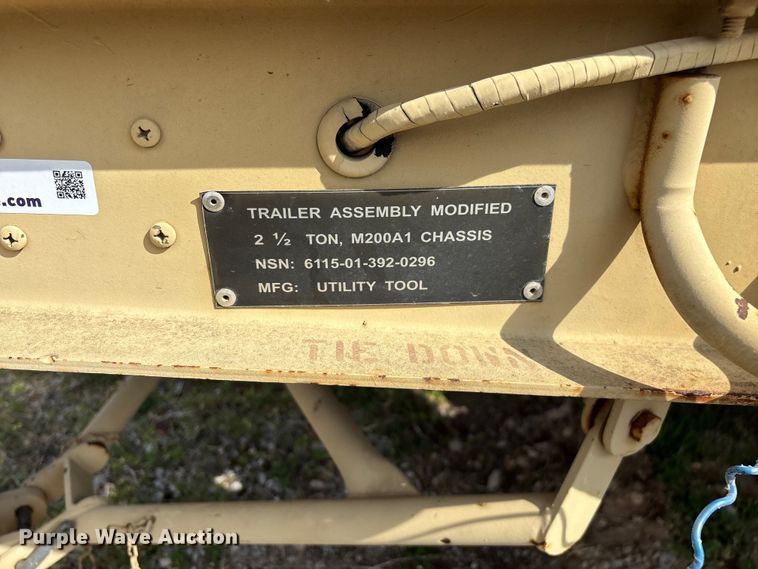 .com
TRAILER ASSEMBLY MODIFIED
2 ½ TON, M200A1 CHASSIS
NSN: 6115-01-392-0296
MFG: UTILITY TOOL
TIE DOWN
Purple Wave Auction